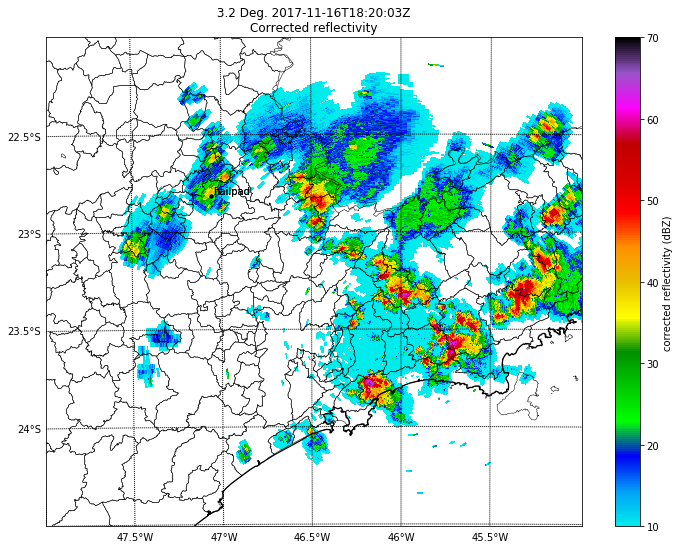 3.2 Deg. 2017-11-16T18:20:03Z
Corrected reflectivity
70
60
50
40
30
20
10
corrected reflectivity (dBZ)
22.5°S
23°S
23.5°S
24°S
hailpad
47.5°W
47°W
46.5°W
46°W
45.5°W